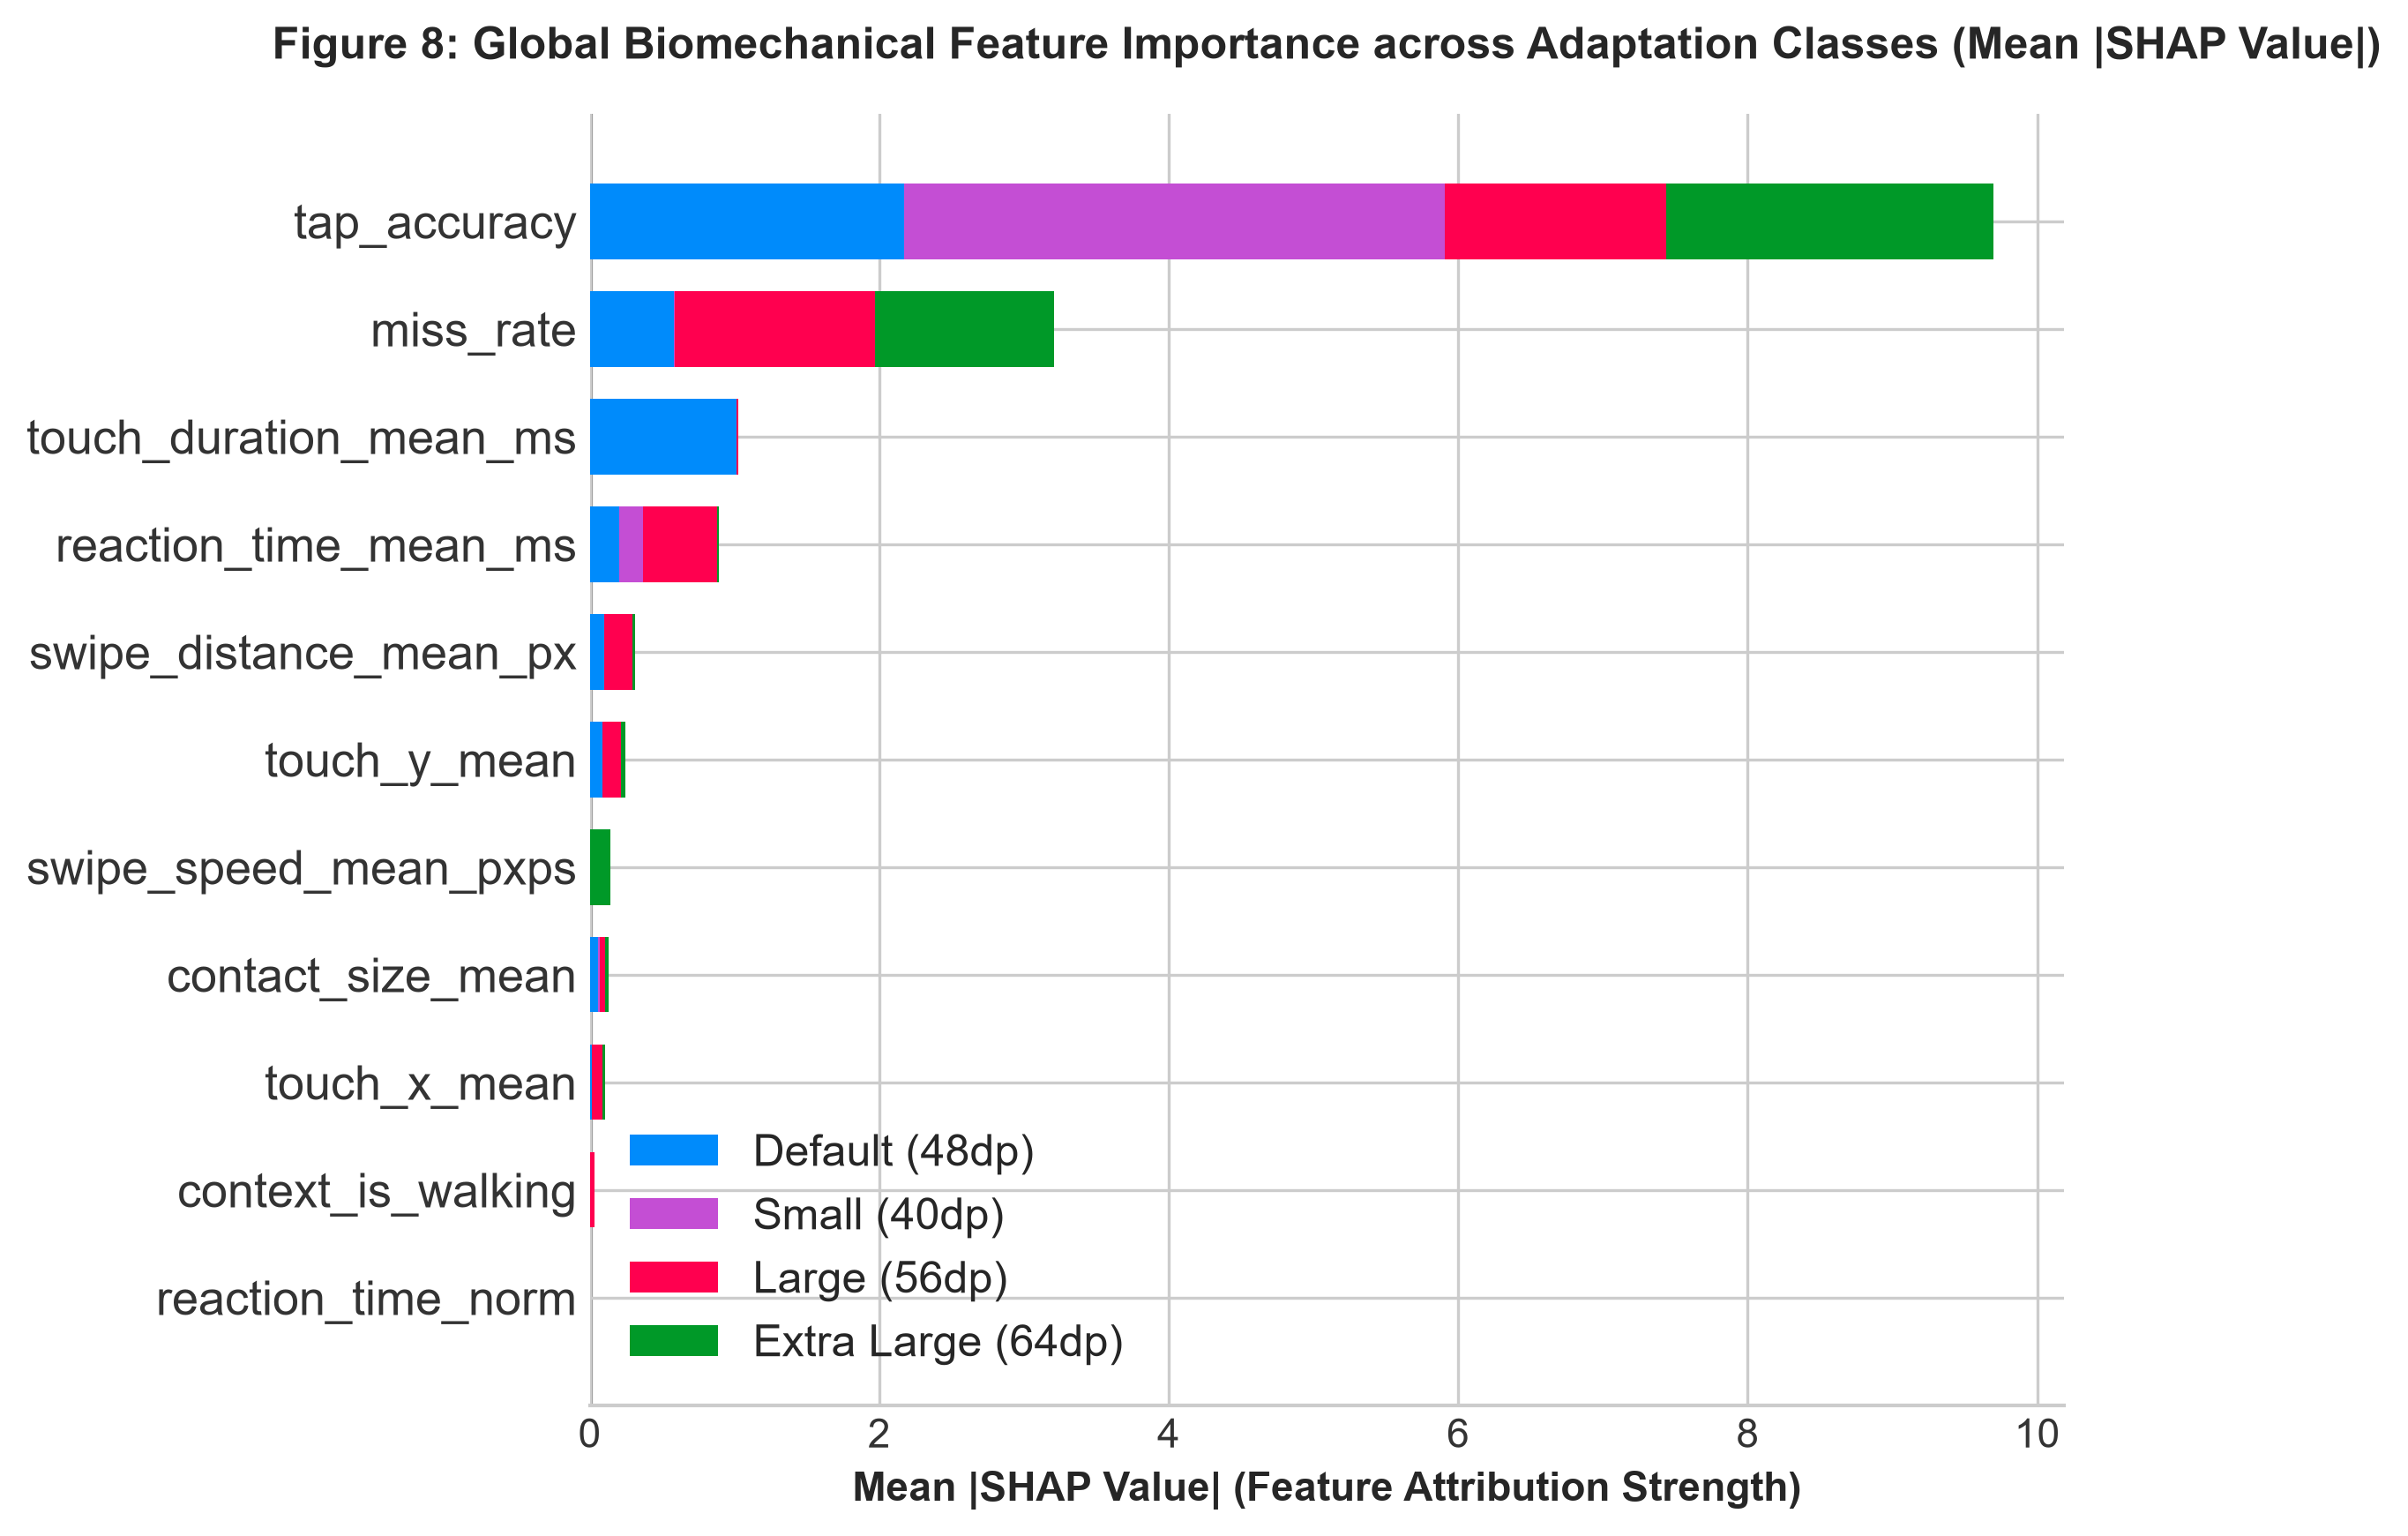 Figure 8: Global Biomechanical Feature Importance across Adaptation Classes (Mean |SHAP Value|)
tap_accuracy
miss_rate
touch_duration_mean_ms
reaction_time_mean_ms
swipe_distance_mean_px
touch_y_mean
swipe_speed_mean_pxps
contact_size_mean
touch_x_mean
context_is_walking
reaction_time_norm
Default (48dp)
Small (40dp)
Large (56dp)
Extra Large (64dp)
0 2 4 6 8 10
Mean |SHAP Value| (Feature Attribution Strength)